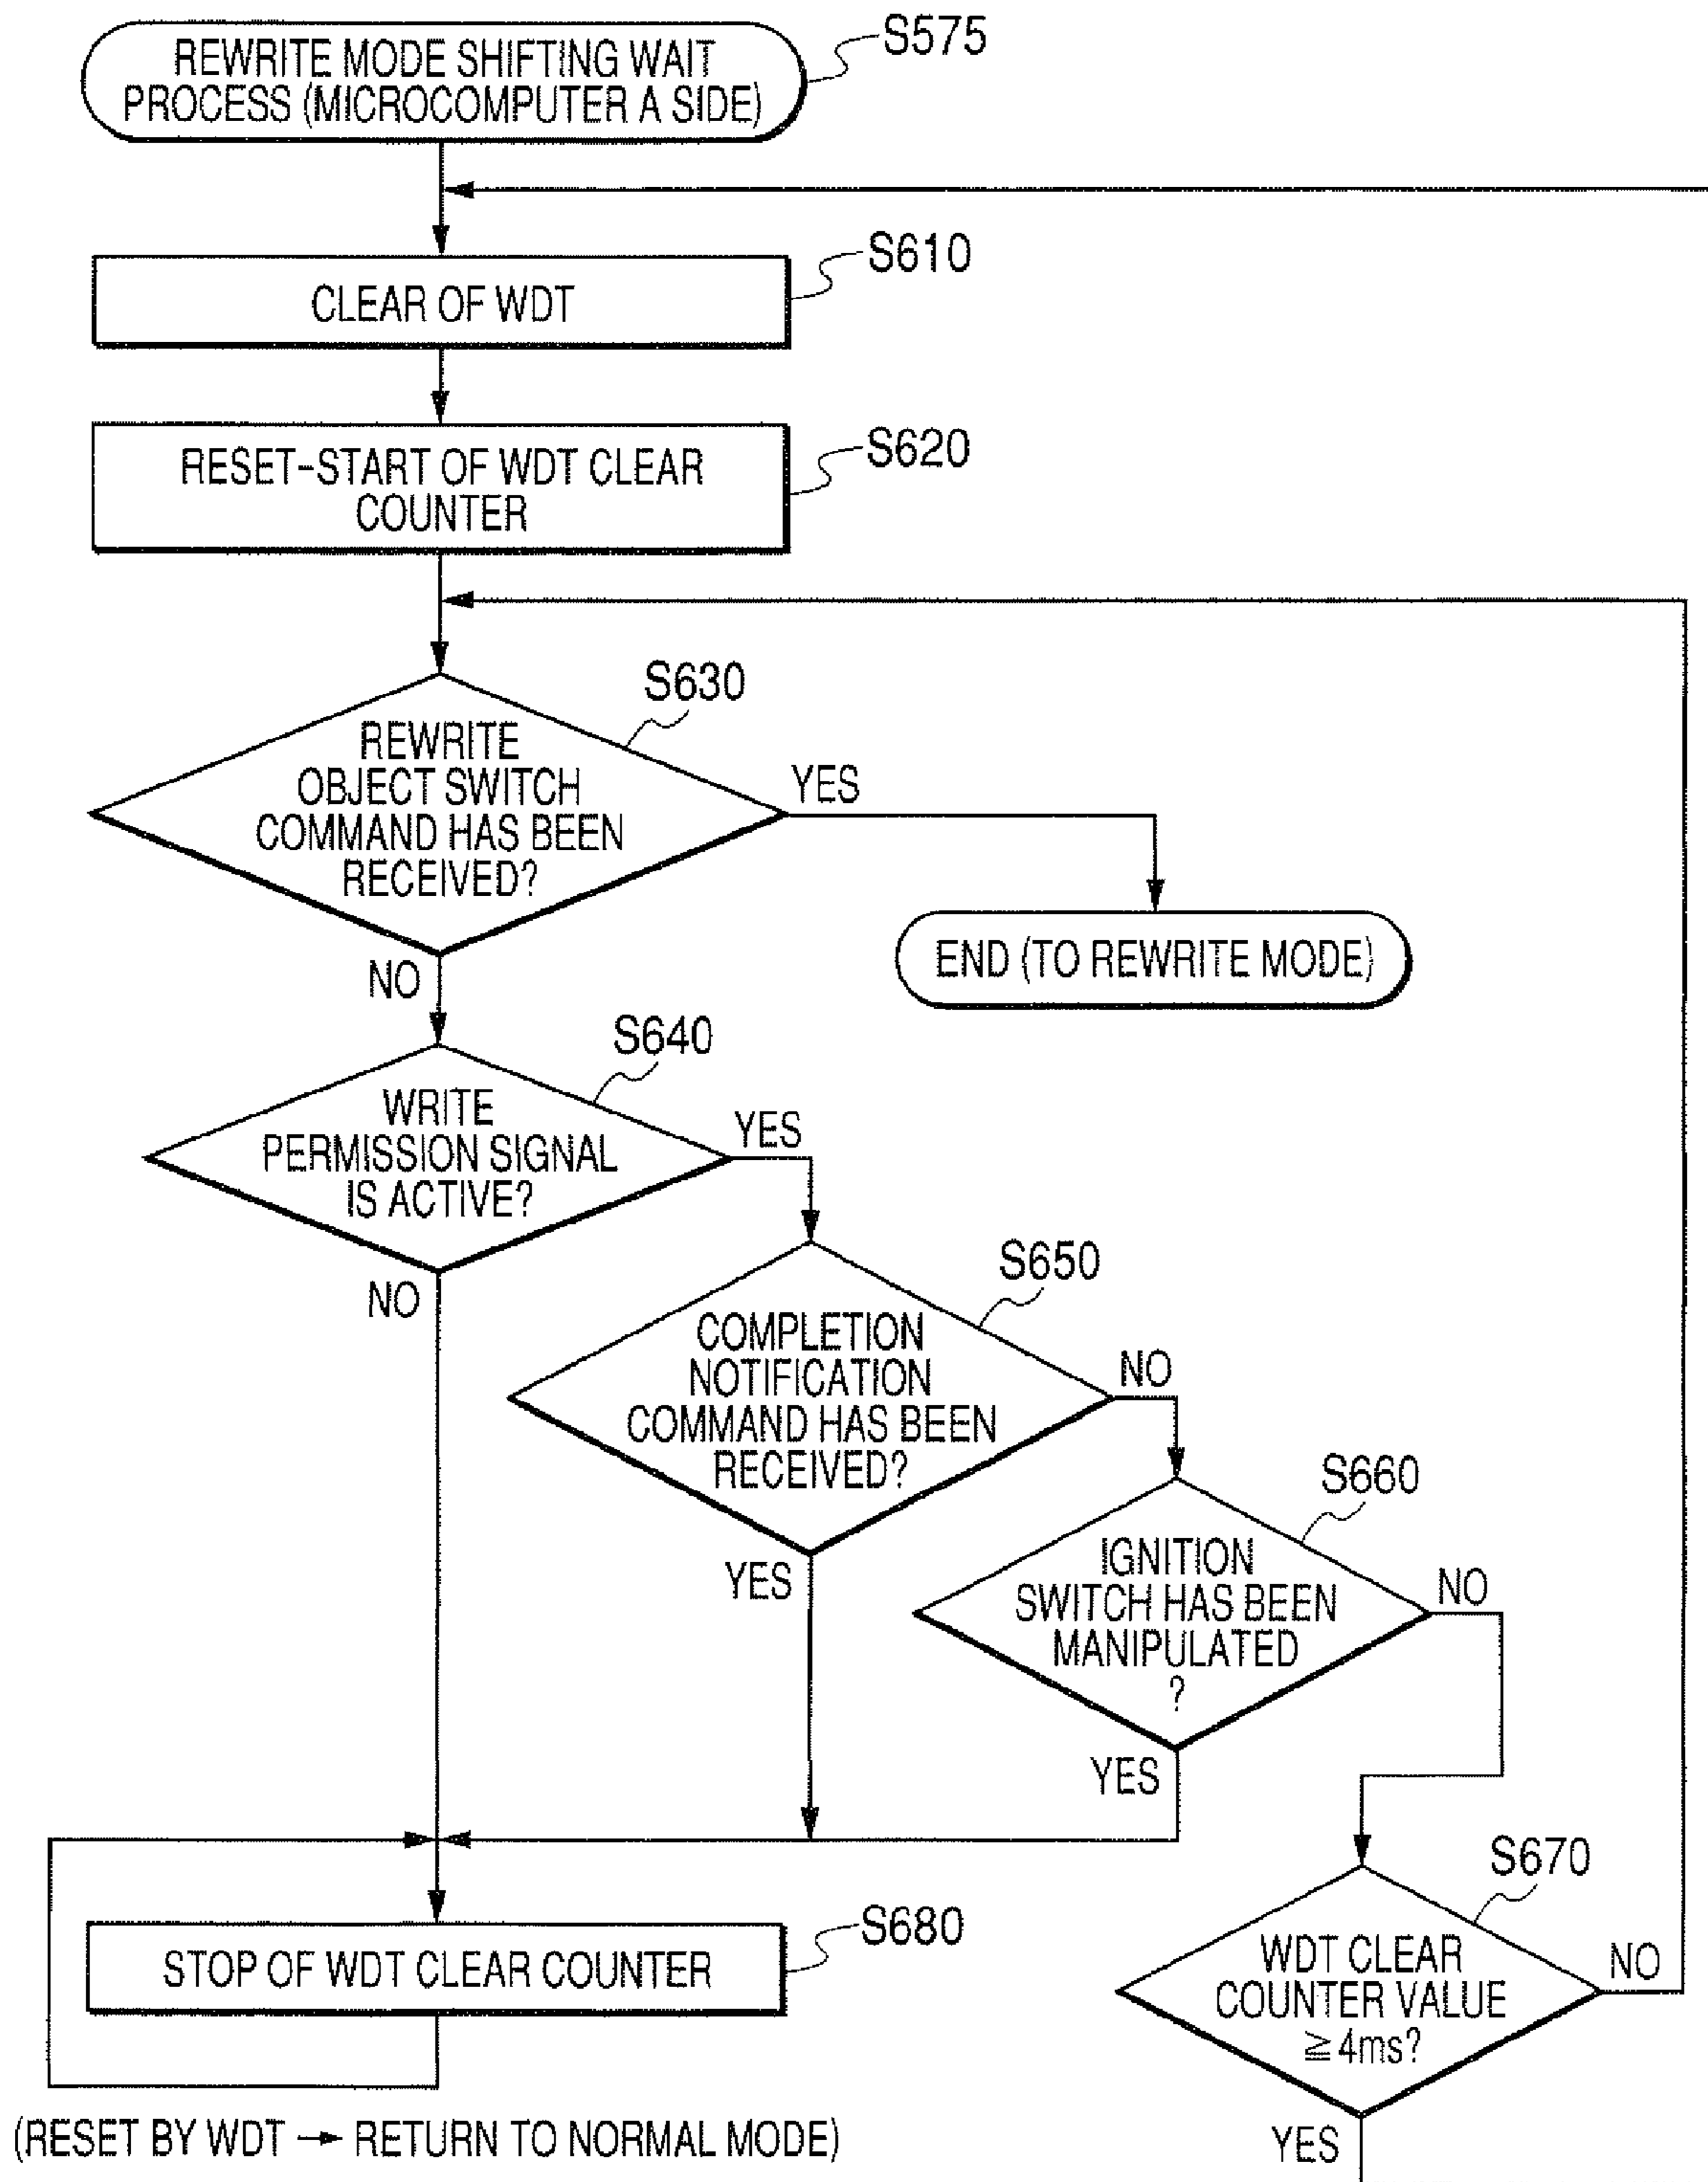 REWRITE MODE SHIFTING WAIT
PROCESS (MICROCOMPUTER A SIDE)
S575
CLEAR OF WDT
S610
RESET-START OF WDT CLEAR
COUNTER
S620
S630
REWRITE
OBJECT SWITCH
COMMAND HAS BEEN
RECEIVED?
YES
NO
END (TO REWRITE MODE)
S640
WRITE
PERMISSION SIGNAL
IS ACTIVE?
YES
NO
S650
COMPLETION
NOTIFICATION
COMMAND HAS BEEN
RECEIVED?
NO
YES
S660
IGNITION
SWITCH HAS BEEN
MANIPULATED
?
NO
YES
S670
WDT CLEAR
COUNTER VALUE
≧ 4ms?
NO
YES
S680
STOP OF WDT CLEAR COUNTER
(RESET BY WDT → RETURN TO NORMAL MODE)